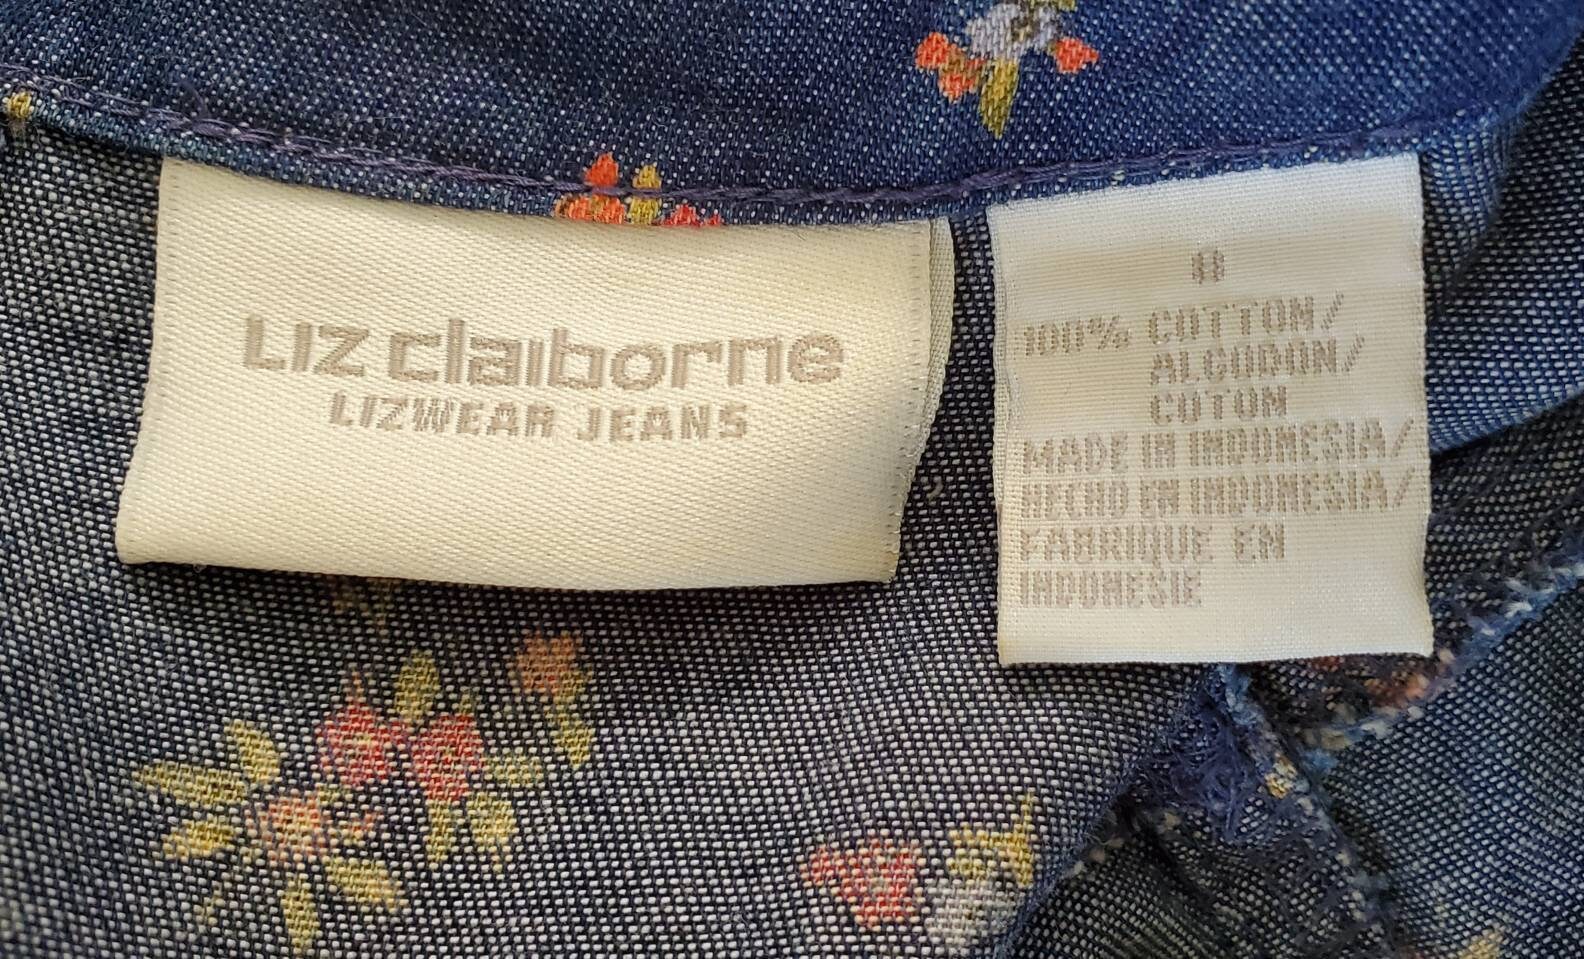 LIZ claiborne
LIZWEAR JEANS
8
100% COTTON/
ALGODON/
COTON
MADE IN INDONESIA/
HECHO EN INDONESIA/
FABRIQUE EN
INDONESIE